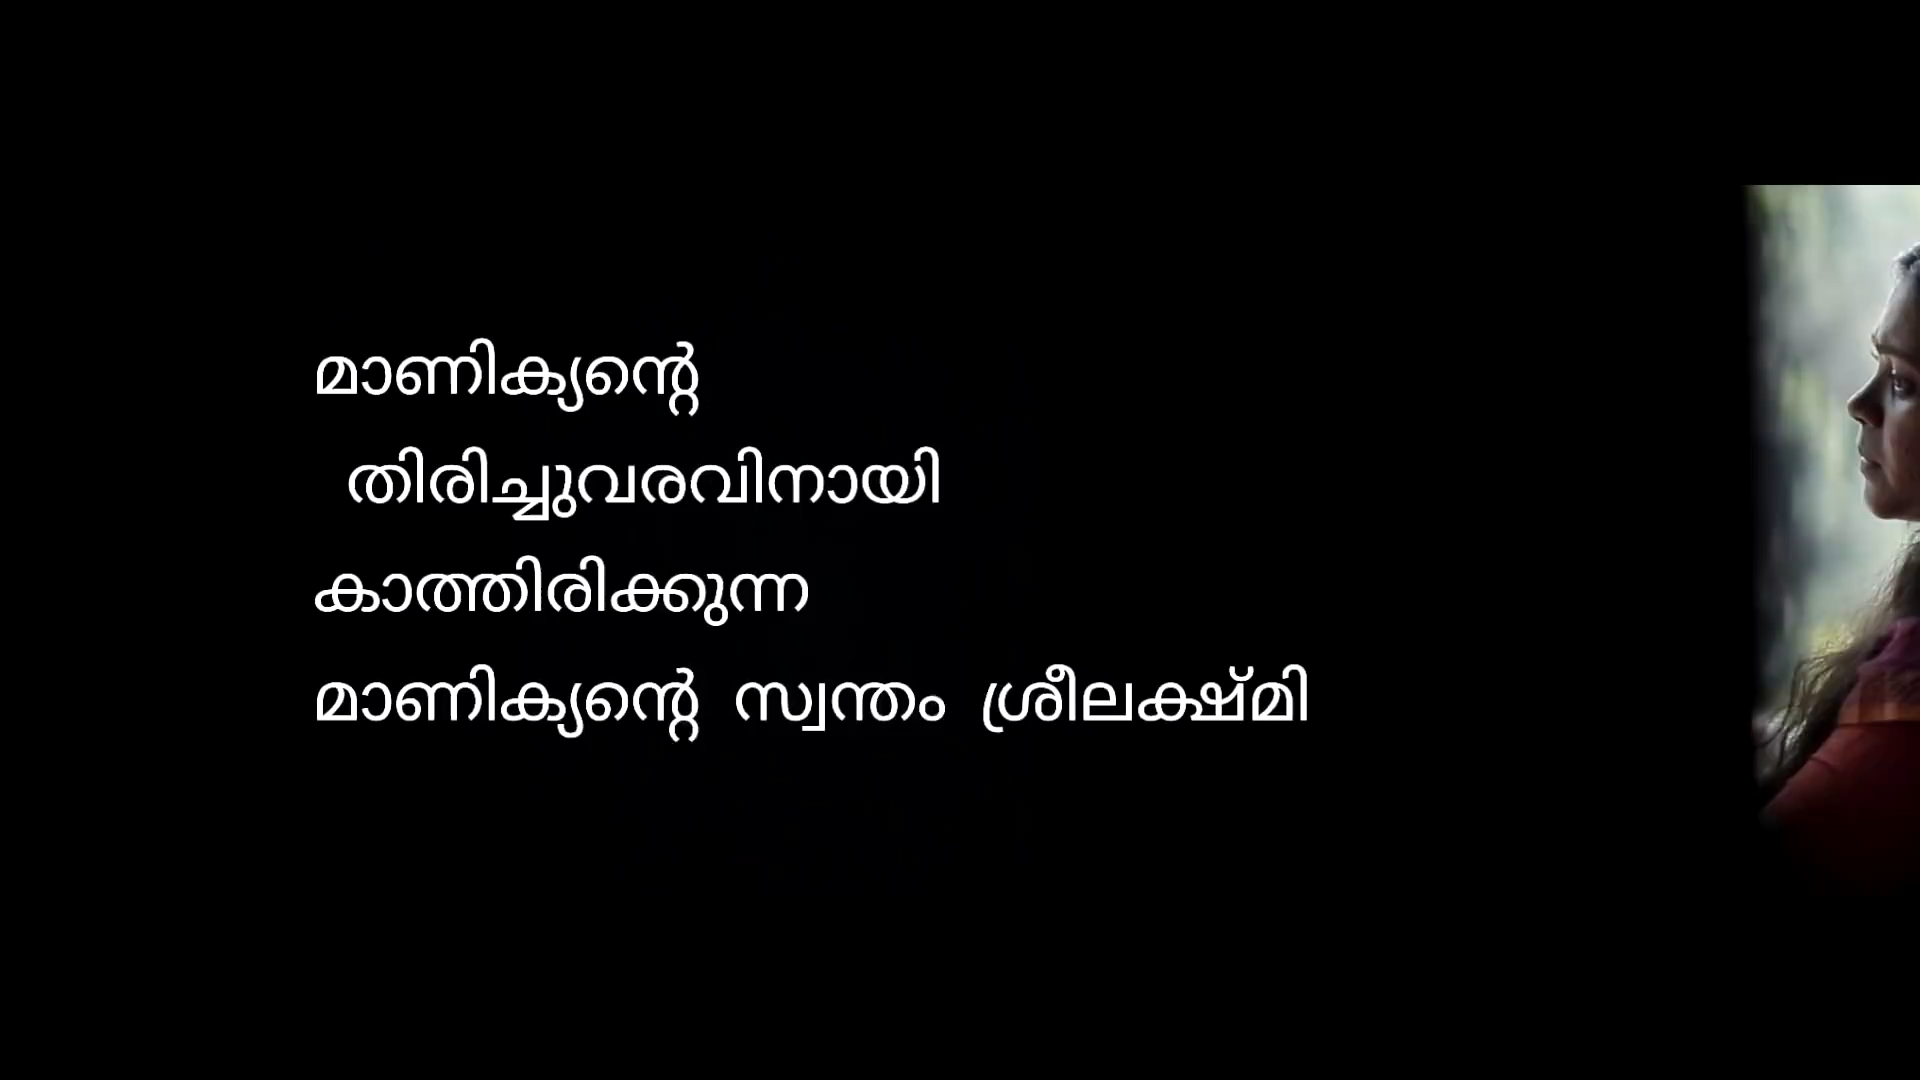 മാണിക്യന്റെ
തിരിച്ചുവരവിനായി
കാത്തിരിക്കുന്ന
മാണിക്യന്റെ സ്വന്തം ശ്രീലക്ഷ്മി